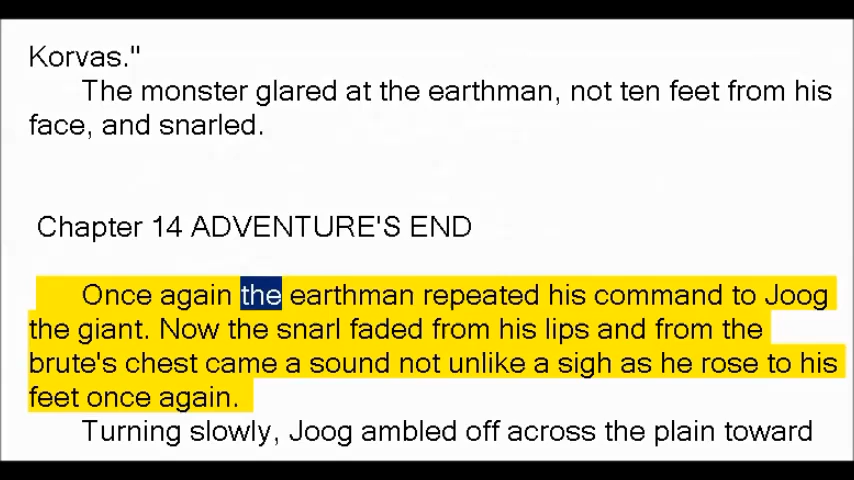 Korvas."
The monster glared at the earthman, not ten feet from his
face, and snarled.
Chapter 14 ADVENTURE'S END
Once again the earthman repeated his command to Joog
the giant. Now the snarl faded from his lips and from the
brute's chest came a sound not unlike a sigh as he rose to his
feet once again.
Turning slowly, Joog ambled off across the plain toward